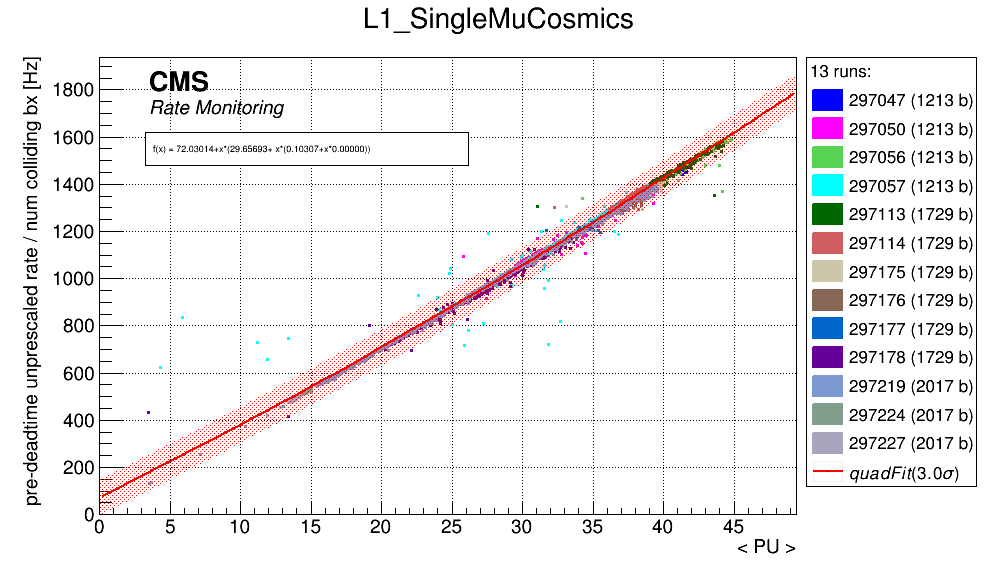 L1_SingleMuCosmics
pre-deadtime unprescaled rate / num colliding bx [Hz]
CMS
Rate Monitoring
f(x) = 72.03014+x*(29.65693+ x*(0.10307+x*0.00000))
1800
1600
1400
1200
1000
800
600
400
200
0
0 5 10 15 20 25 30 35 40 45
< PU >
13 runs:
297047 (1213 b)
297050 (1213 b)
297056 (1213 b)
297057 (1213 b)
297113 (1729 b)
297114 (1729 b)
297175 (1729 b)
297176 (1729 b)
297177 (1729 b)
297178 (1729 b)
297219 (2017 b)
297224 (2017 b)
297227 (2017 b)
quadFit(3.0σ)